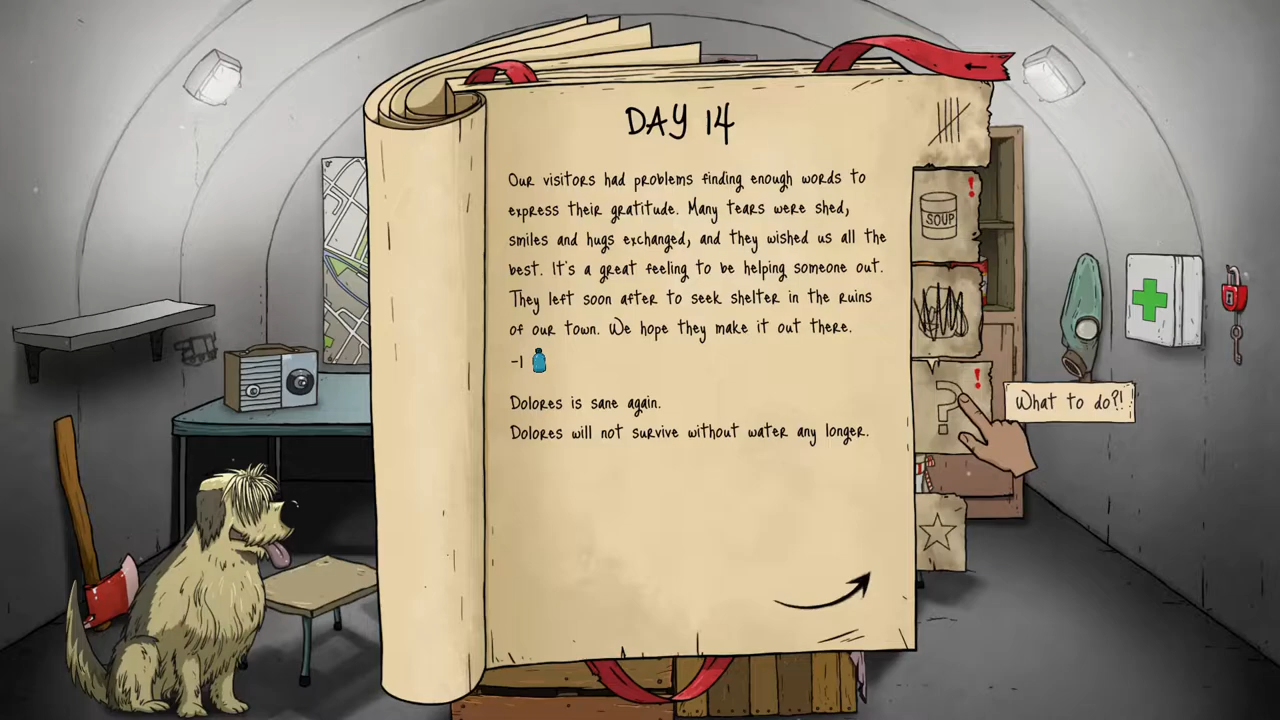 DAY 14
Our visitors had problems finding enough words to
express their gratitude. Many tears were shed,
smiles and hugs exchanged, and they wished us all the
best. It's a great feeling to be helping someone out.
They left soon after to seek shelter in the ruins
of our town. We hope they make it out there.
-1
Dolores is sane again.
Dolores will not survive without water any longer.
!
SOUP
! 
?
What to do?!